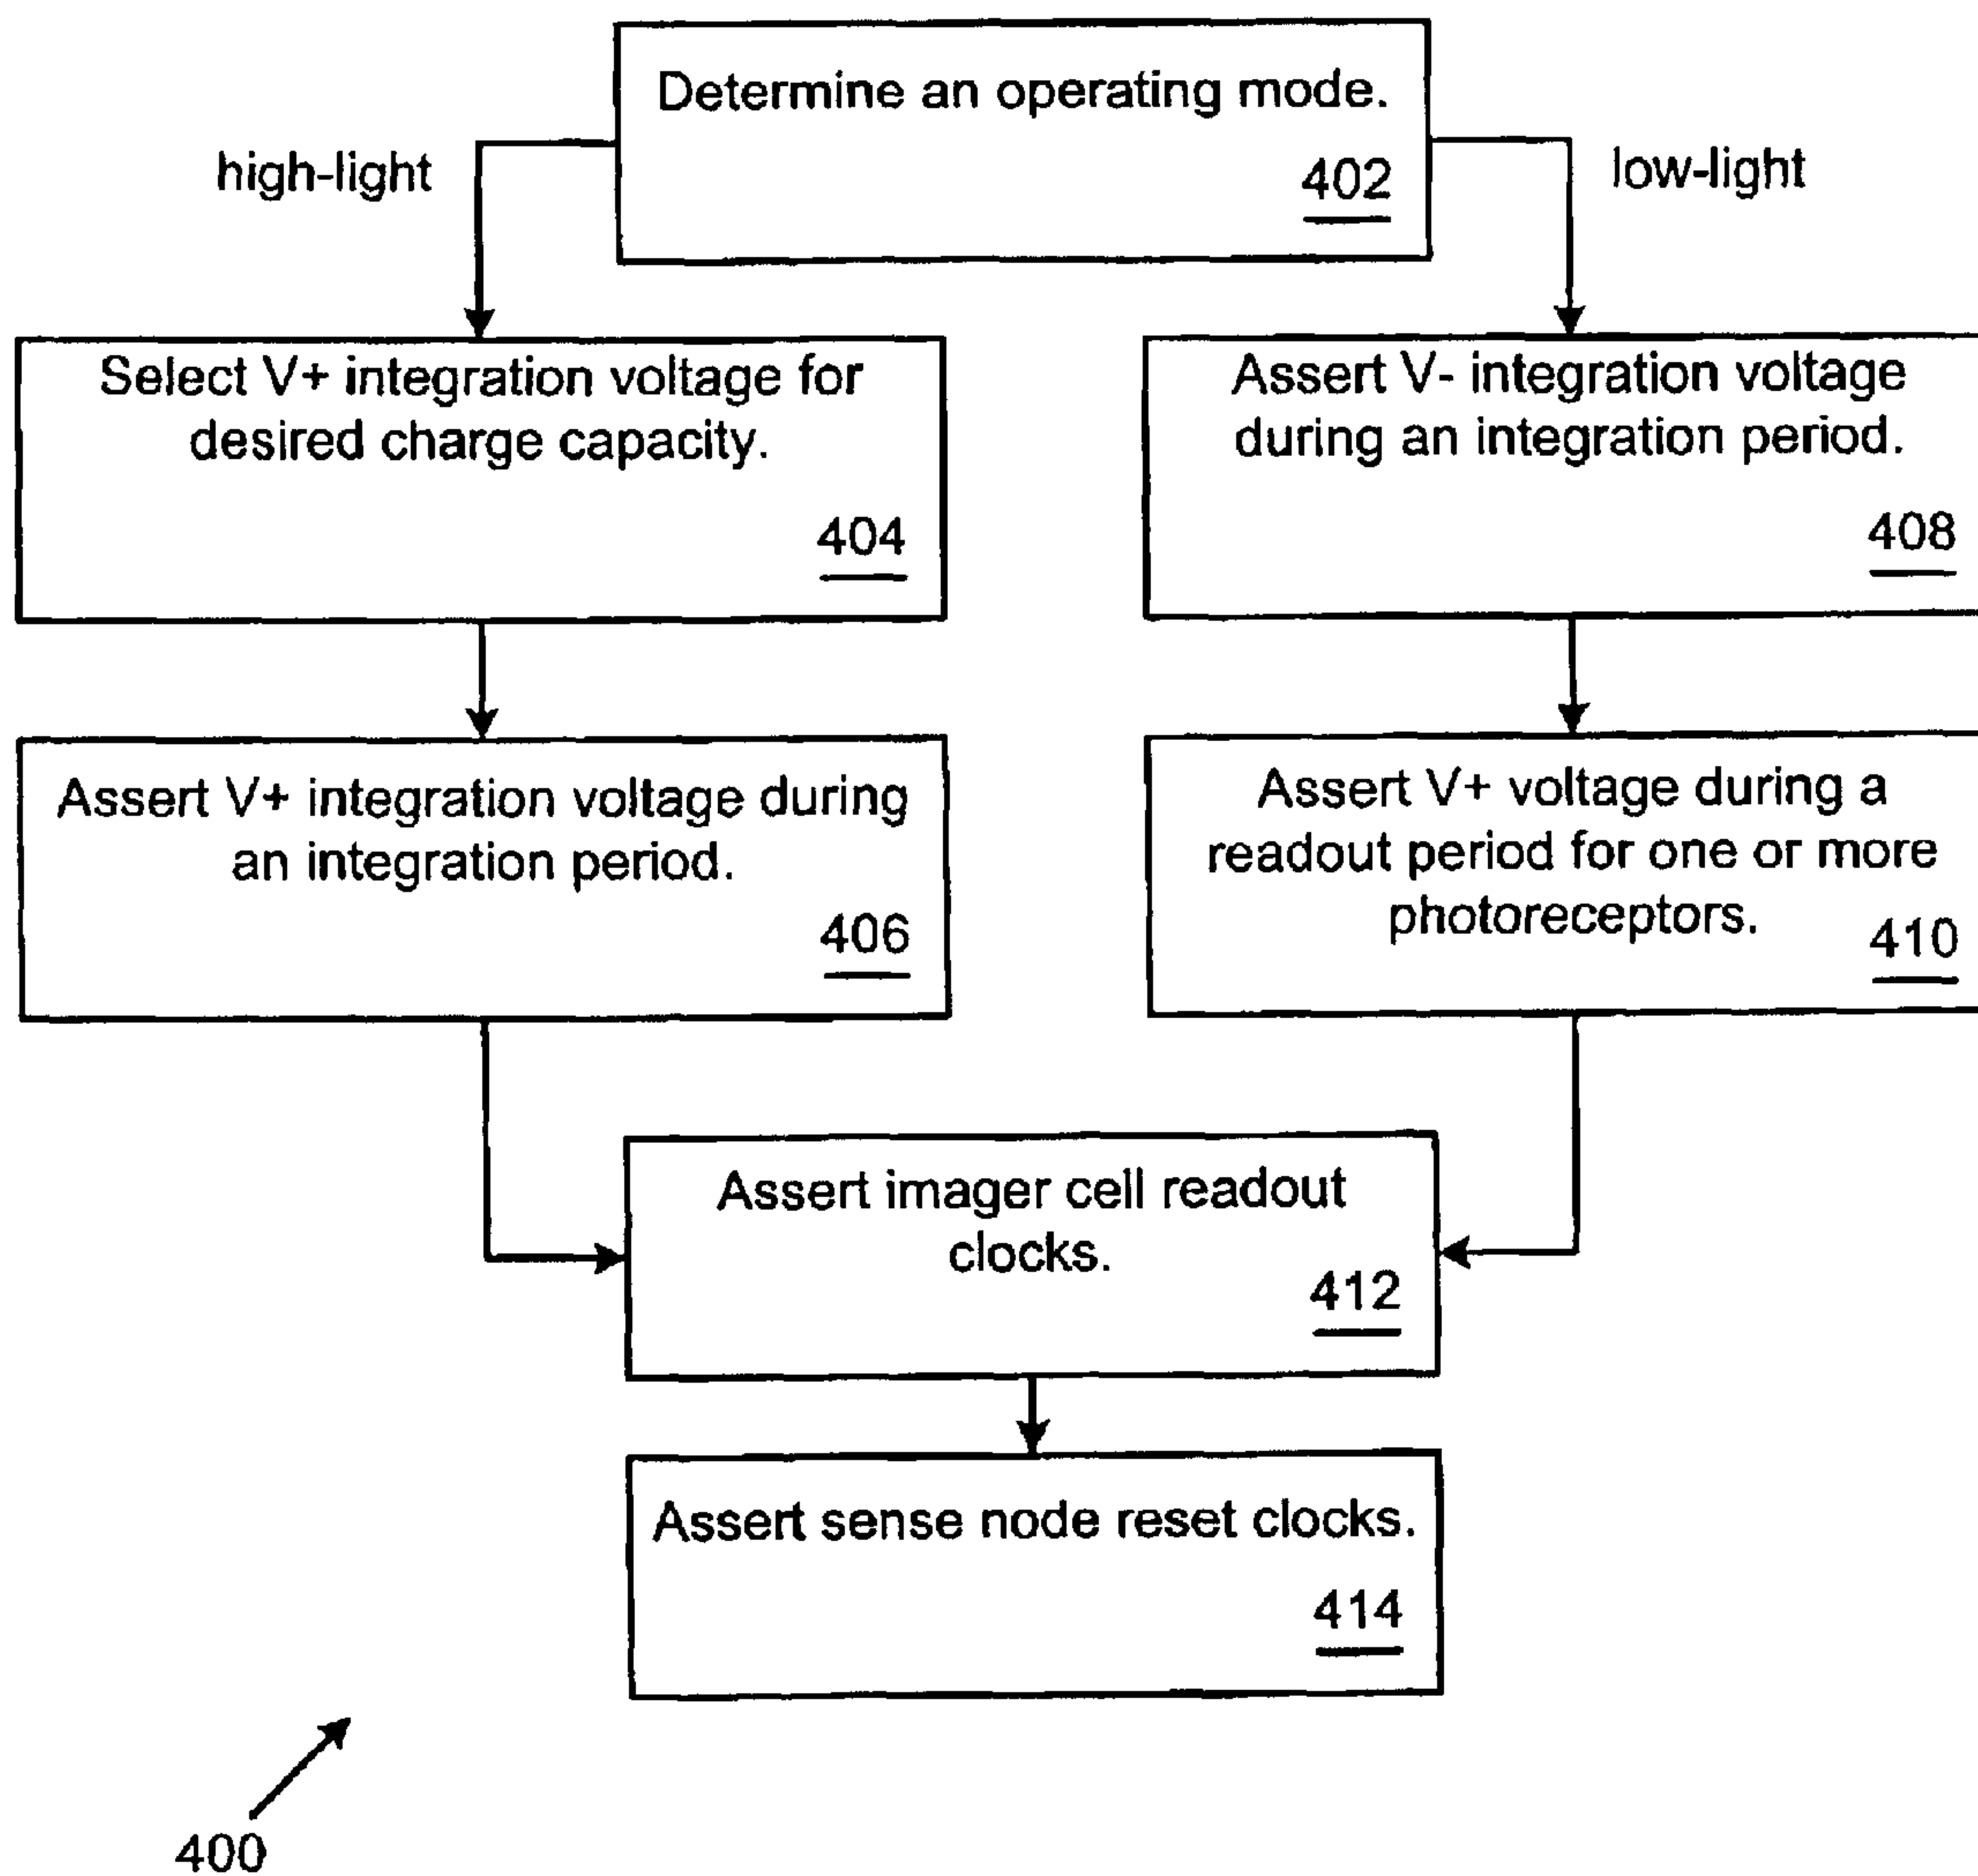 Determine an operating mode.
402
high-light
low-light
Select V+ integration voltage for
desired charge capacity.
404
Assert V- integration voltage
during an integration period.
408
Assert V+ integration voltage during
an integration period.
406
Assert V+ voltage during a
readout period for one or more
photoreceptors.
410
Assert imager cell readout
clocks.
412
Assert sense node reset clocks.
414
400